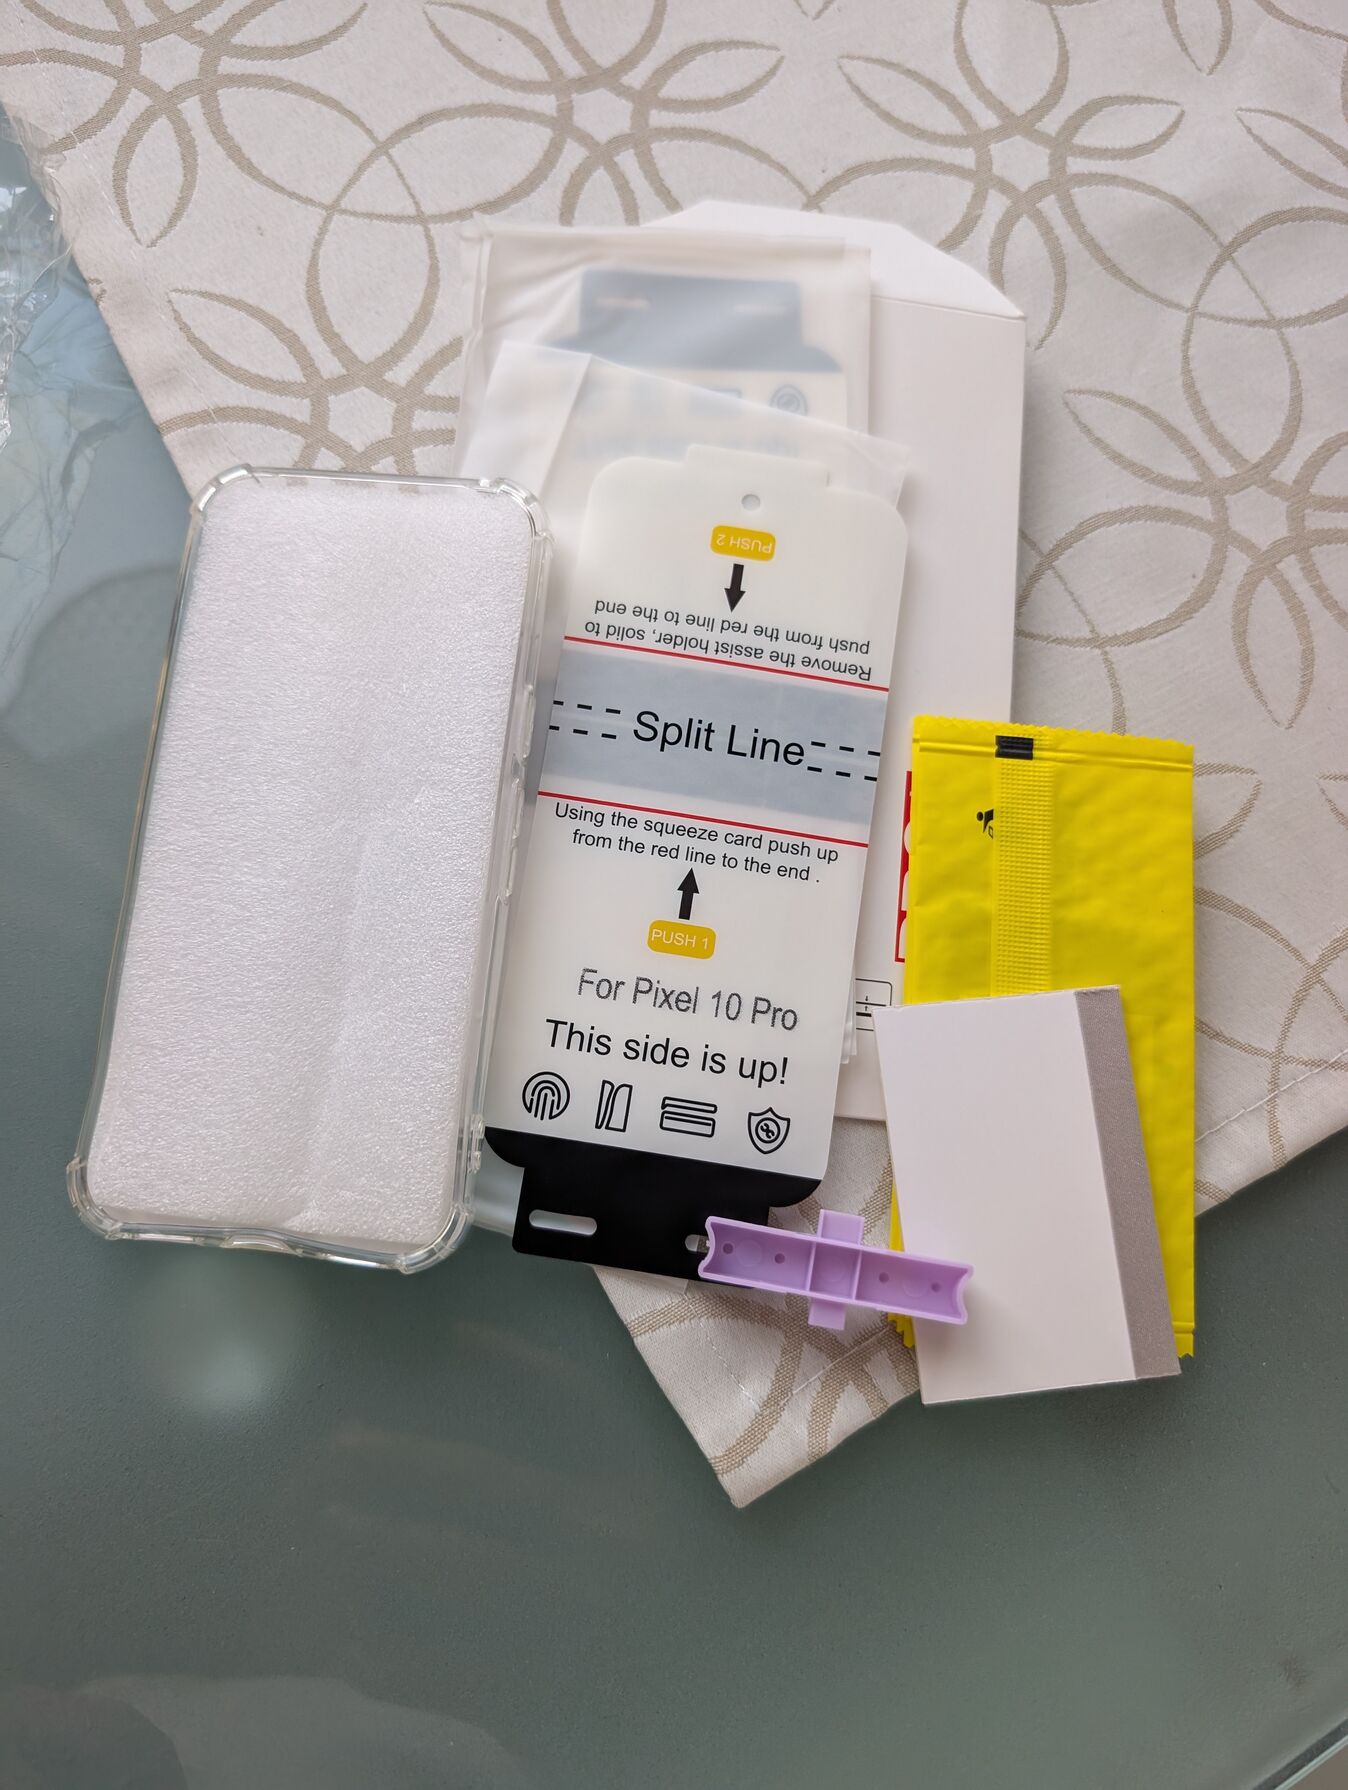 PUSH 2
Remove the assist holder, solid to
push from the red line to the end
Split Line
Using the squeeze card push up
from the red line to the end .
PUSH 1
For Pixel 10 Pro
This side is up!